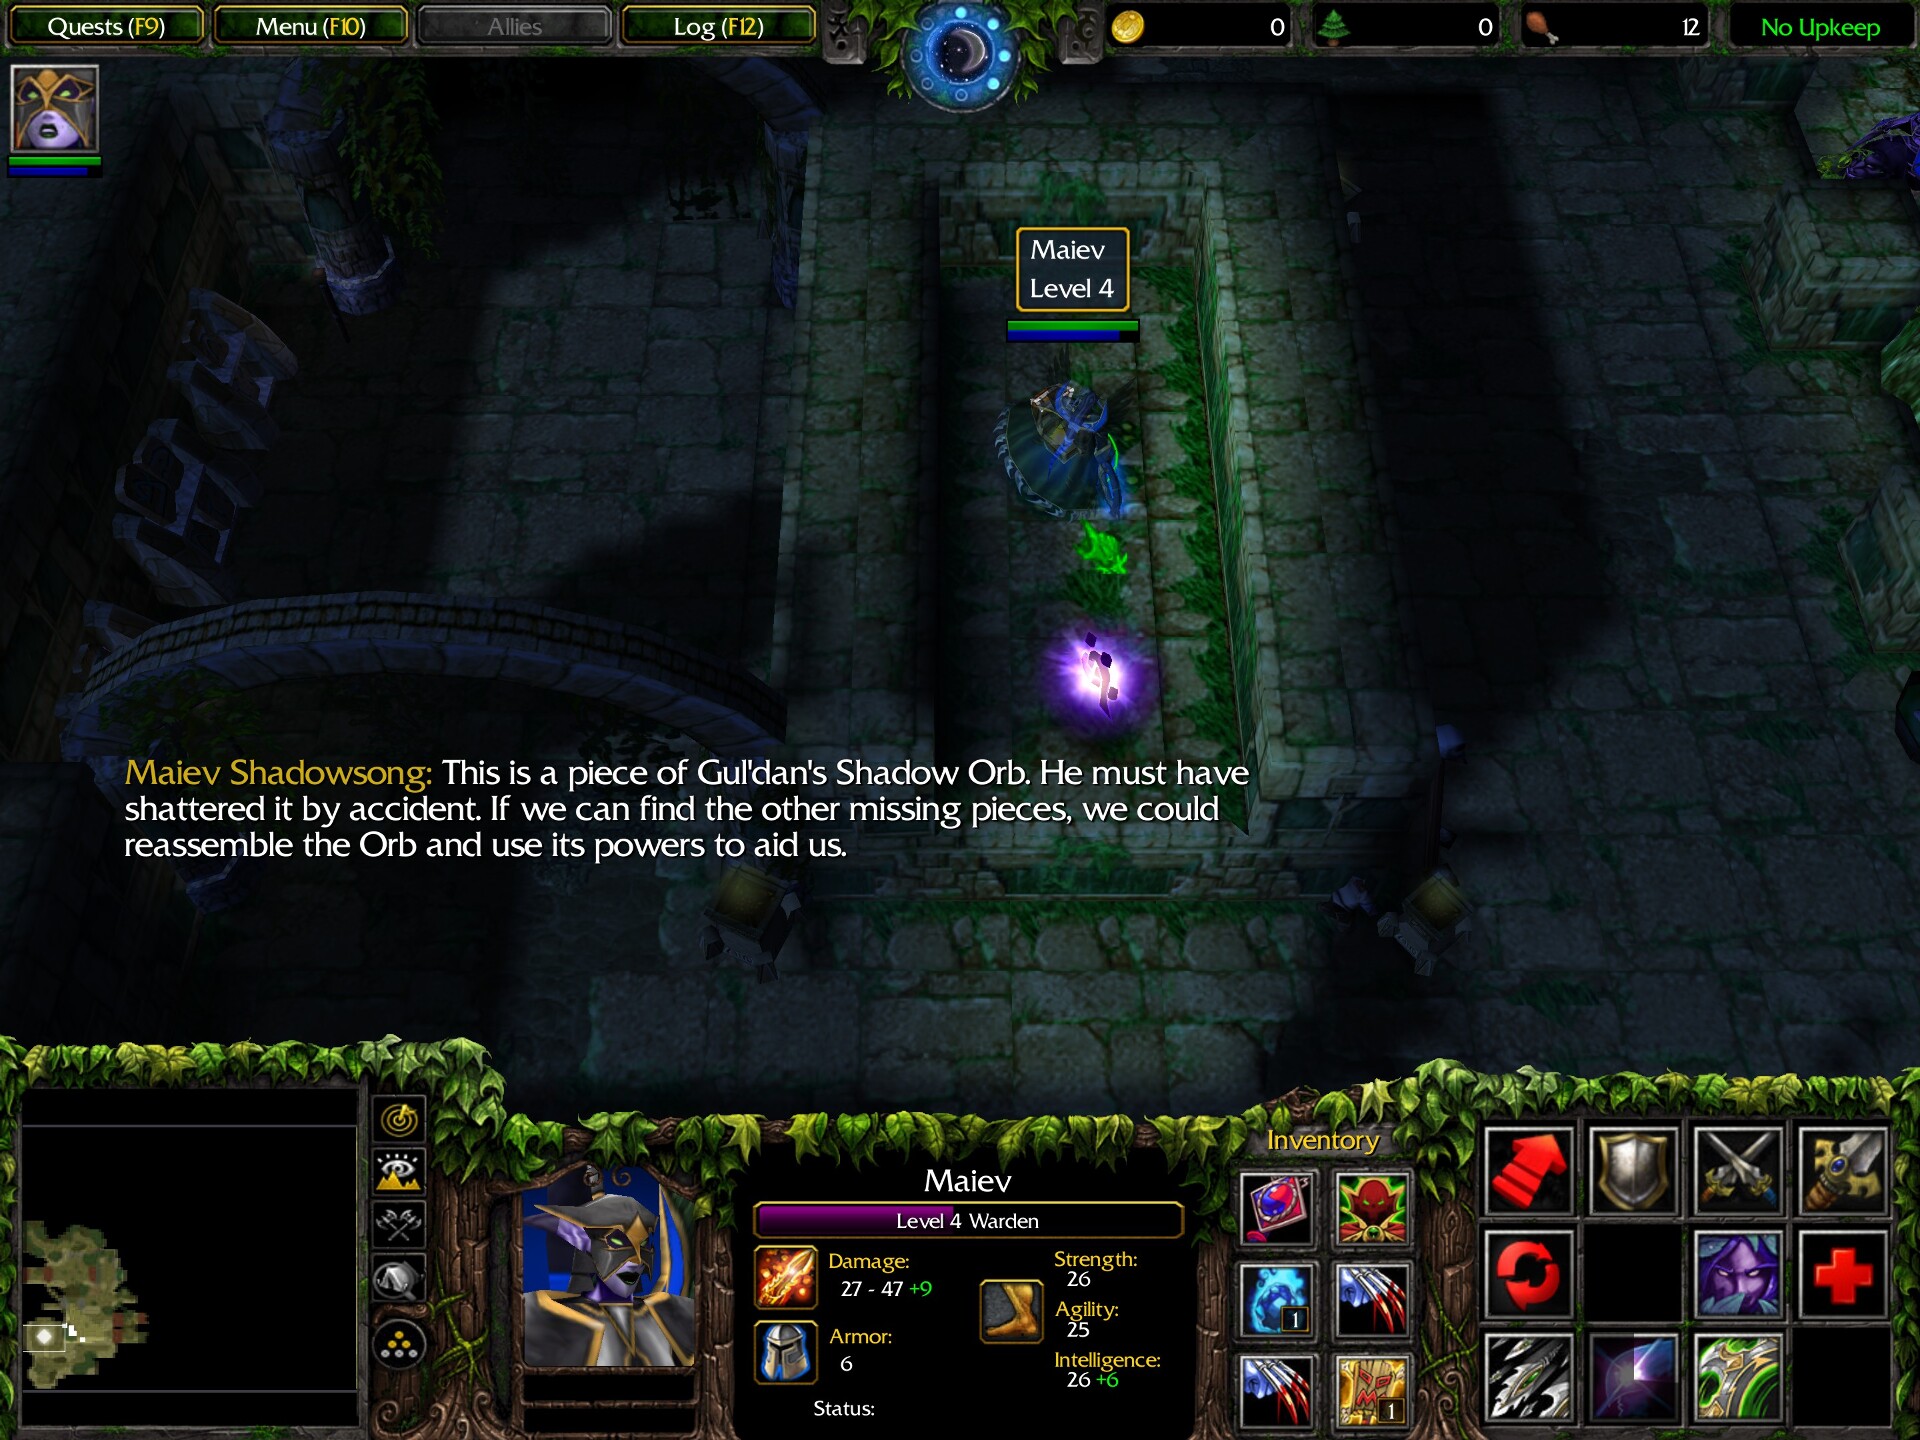 Quests (F9) Menu (F10) Allies Log (F12) 0 0 12 No Upkeep
Maiev
Level 4
Maiev Shadowsong: This is a piece of Gul'dan's Shadow Orb. He must have
shattered it by accident. If we can find the other missing pieces, we could
reassemble the Orb and use its powers to aid us.
Maiev
Level 4 Warden
Damage:
27 - 47 +9
Armor:
6
Strength:
26
Agility:
25
Intelligence:
26 +6
Status:
Inventory
1
1